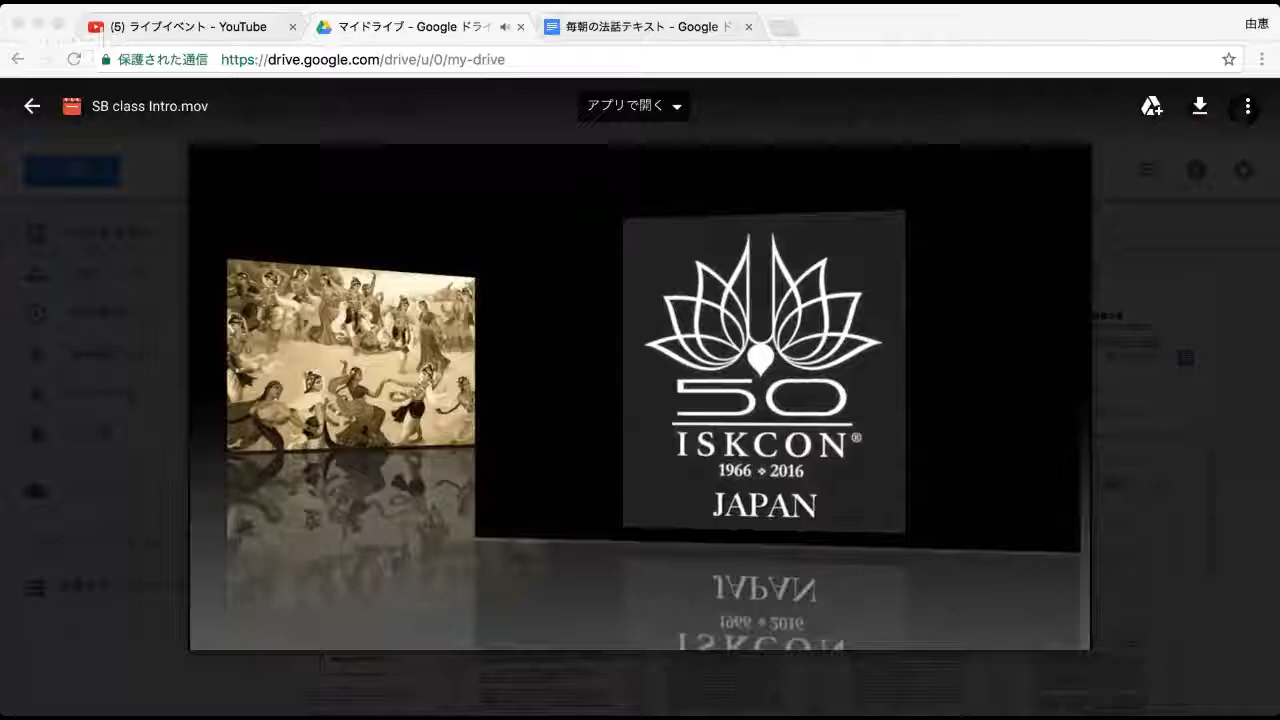 (5) ライブイベント - YouTube
マイドライブ - Google ドライ
毎朝の法話テキスト - Google ド
由恵
保護された通信
https://drive.google.com/drive/u/0/my-drive
SB class Intro.mov
アプリで開く
50
ISKCON®
1966 ⋄ 2016
JAPAN